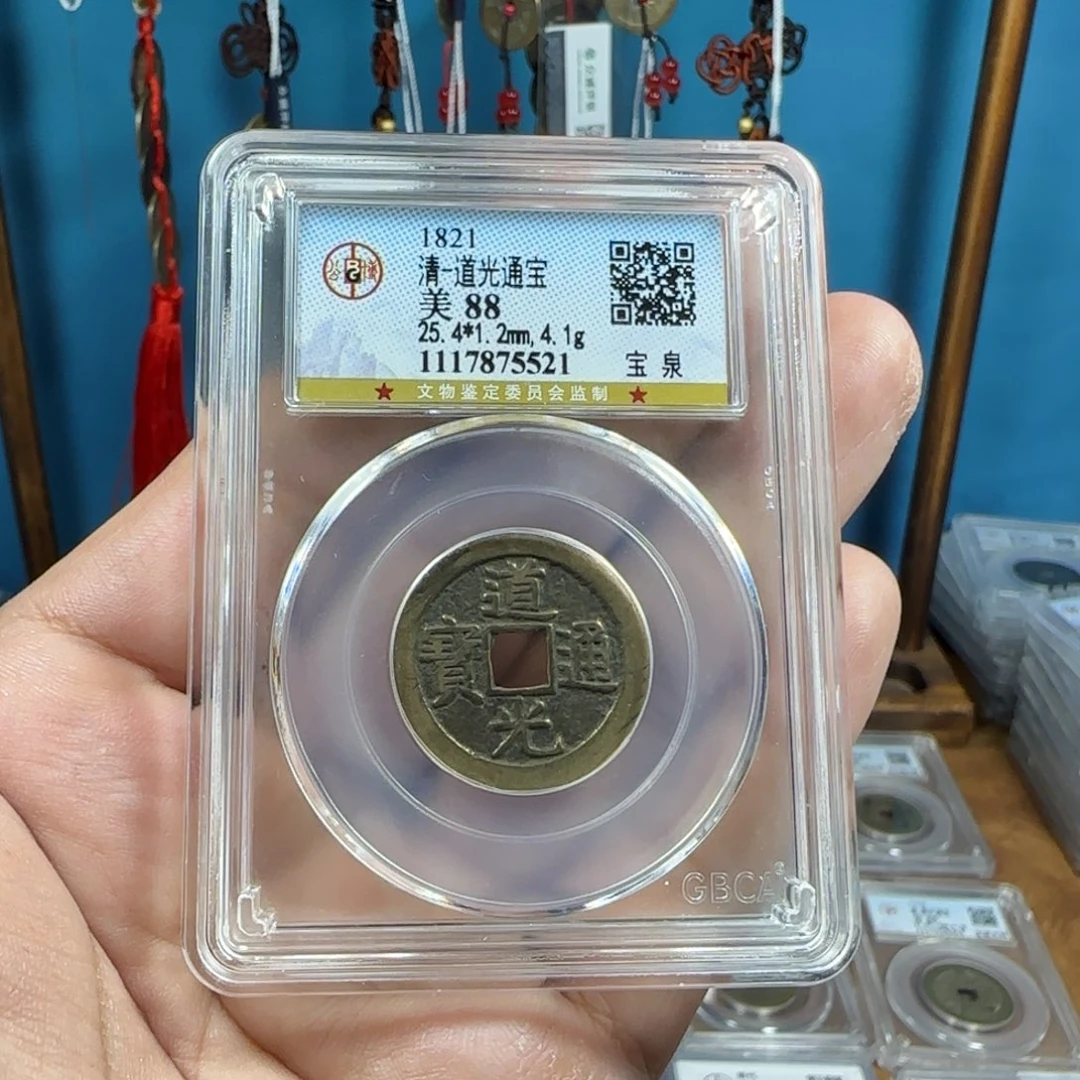 1821
清-道光通宝
美 88
25.4*1.2mm,4.1g
1117875521
宝 泉
★ 文物鉴定委员会监制 ★
道
寶 通
光
GBCA